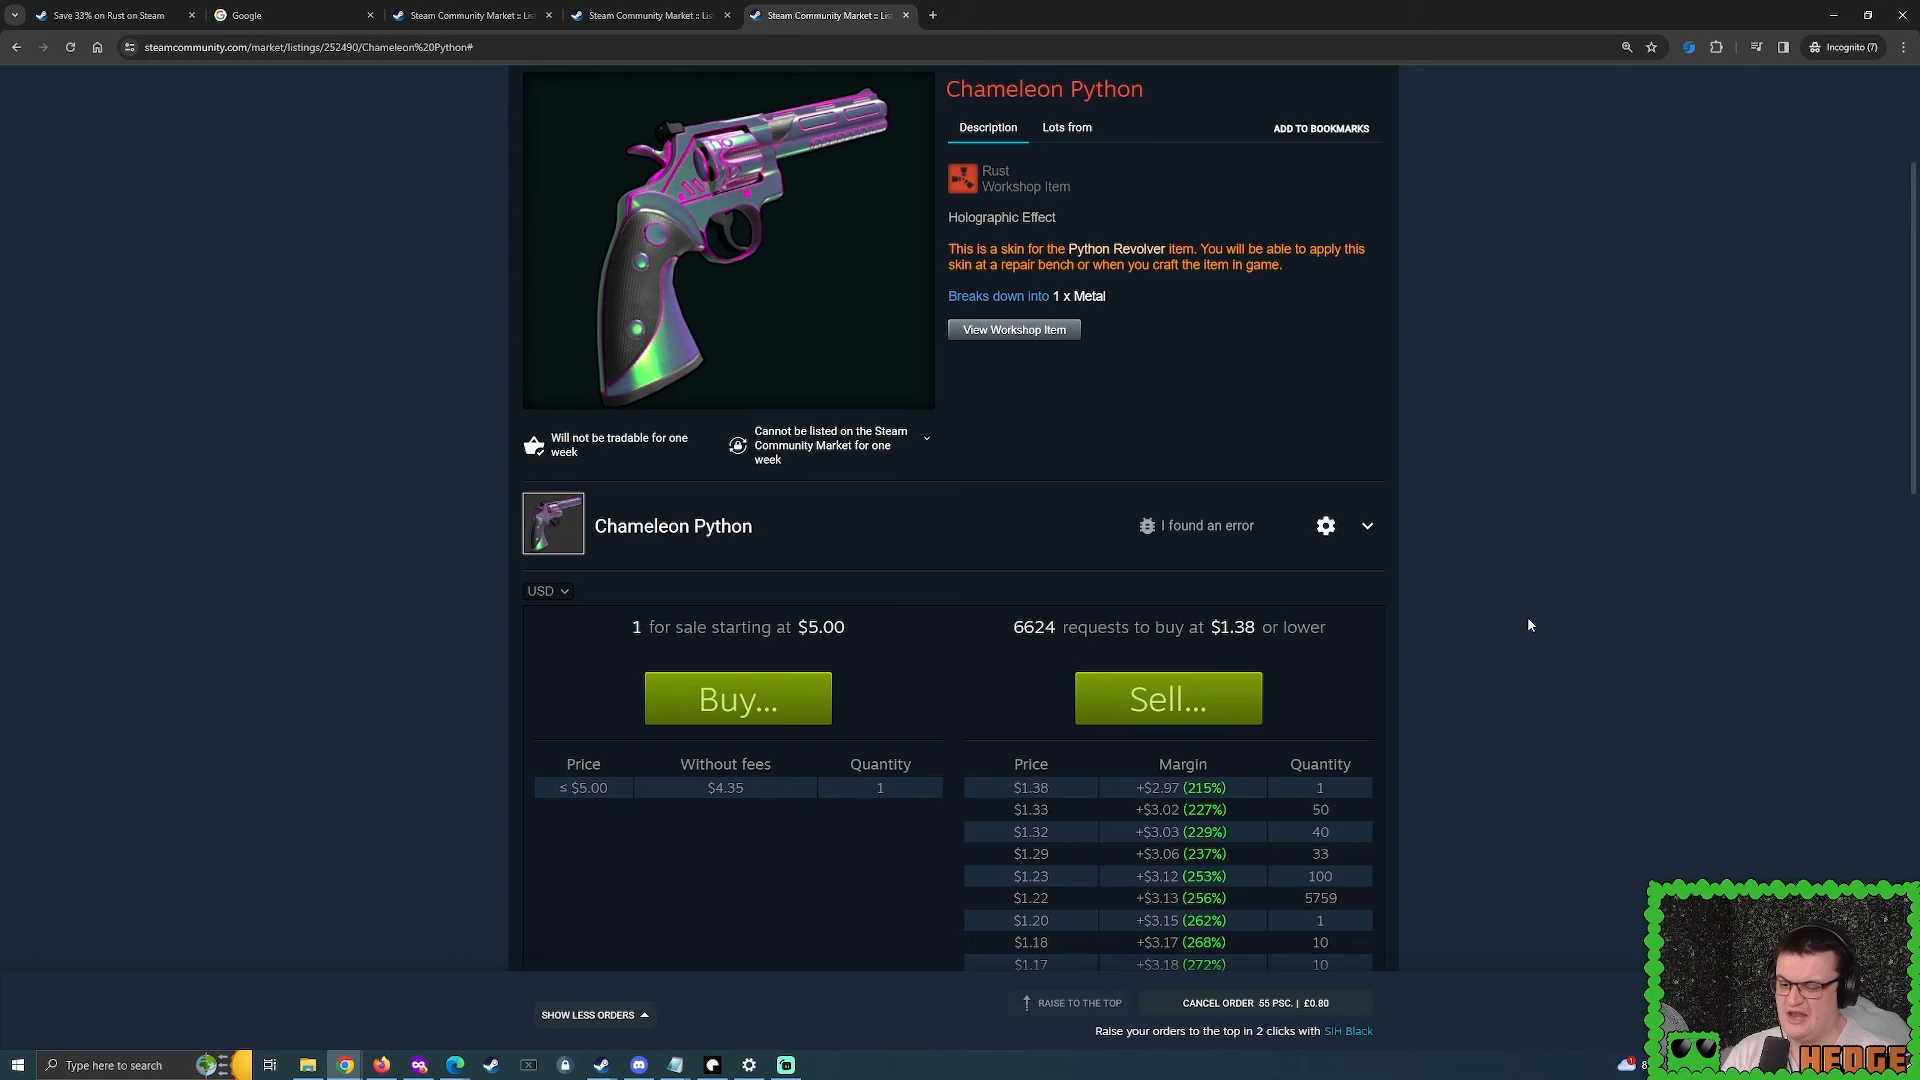 Save 33% on Rust on Steam
Google
Steam Community Market :: Lis
Steam Community Market :: Lis
Steam Community Market :: Lis
steamcommunity.com/market/listings/252490/Chameleon%20Python#
Incognito (7)
Chameleon Python
Description
Lots from
ADD TO BOOKMARKS
Rust
Workshop Item
Holographic Effect
This is a skin for the Python Revolver item. You will be able to apply this
skin at a repair bench or when you craft the item in game.
Breaks down into 1 x Metal
View Workshop Item
Will not be tradable for one
week
Cannot be listed on the Steam
Community Market for one
week
Chameleon Python
I found an error
USD
1 for sale starting at $5.00
6624 requests to buy at $1.38 or lower
Buy...
Sell...
Price Without fees Quantity
≤ $5.00 $4.35 1
Price Margin Quantity
$1.38 +$2.97 (215%) 1
$1.33 +$3.02 (227%) 50
$1.32 +$3.03 (229%) 40
$1.29 +$3.06 (237%) 33
$1.23 +$3.12 (253%) 100
$1.22 +$3.13 (256%) 5759
$1.20 +$3.15 (262%) 1
$1.18 +$3.17 (268%) 10
$1.17 +$3.18 (272%) 10
RAISE TO THE TOP
CANCEL ORDER 55 PSC. | £0.80
SHOW LESS ORDERS
Raise your orders to the top in 2 clicks with SIH Black
Type here to search
1
8
HEDGE